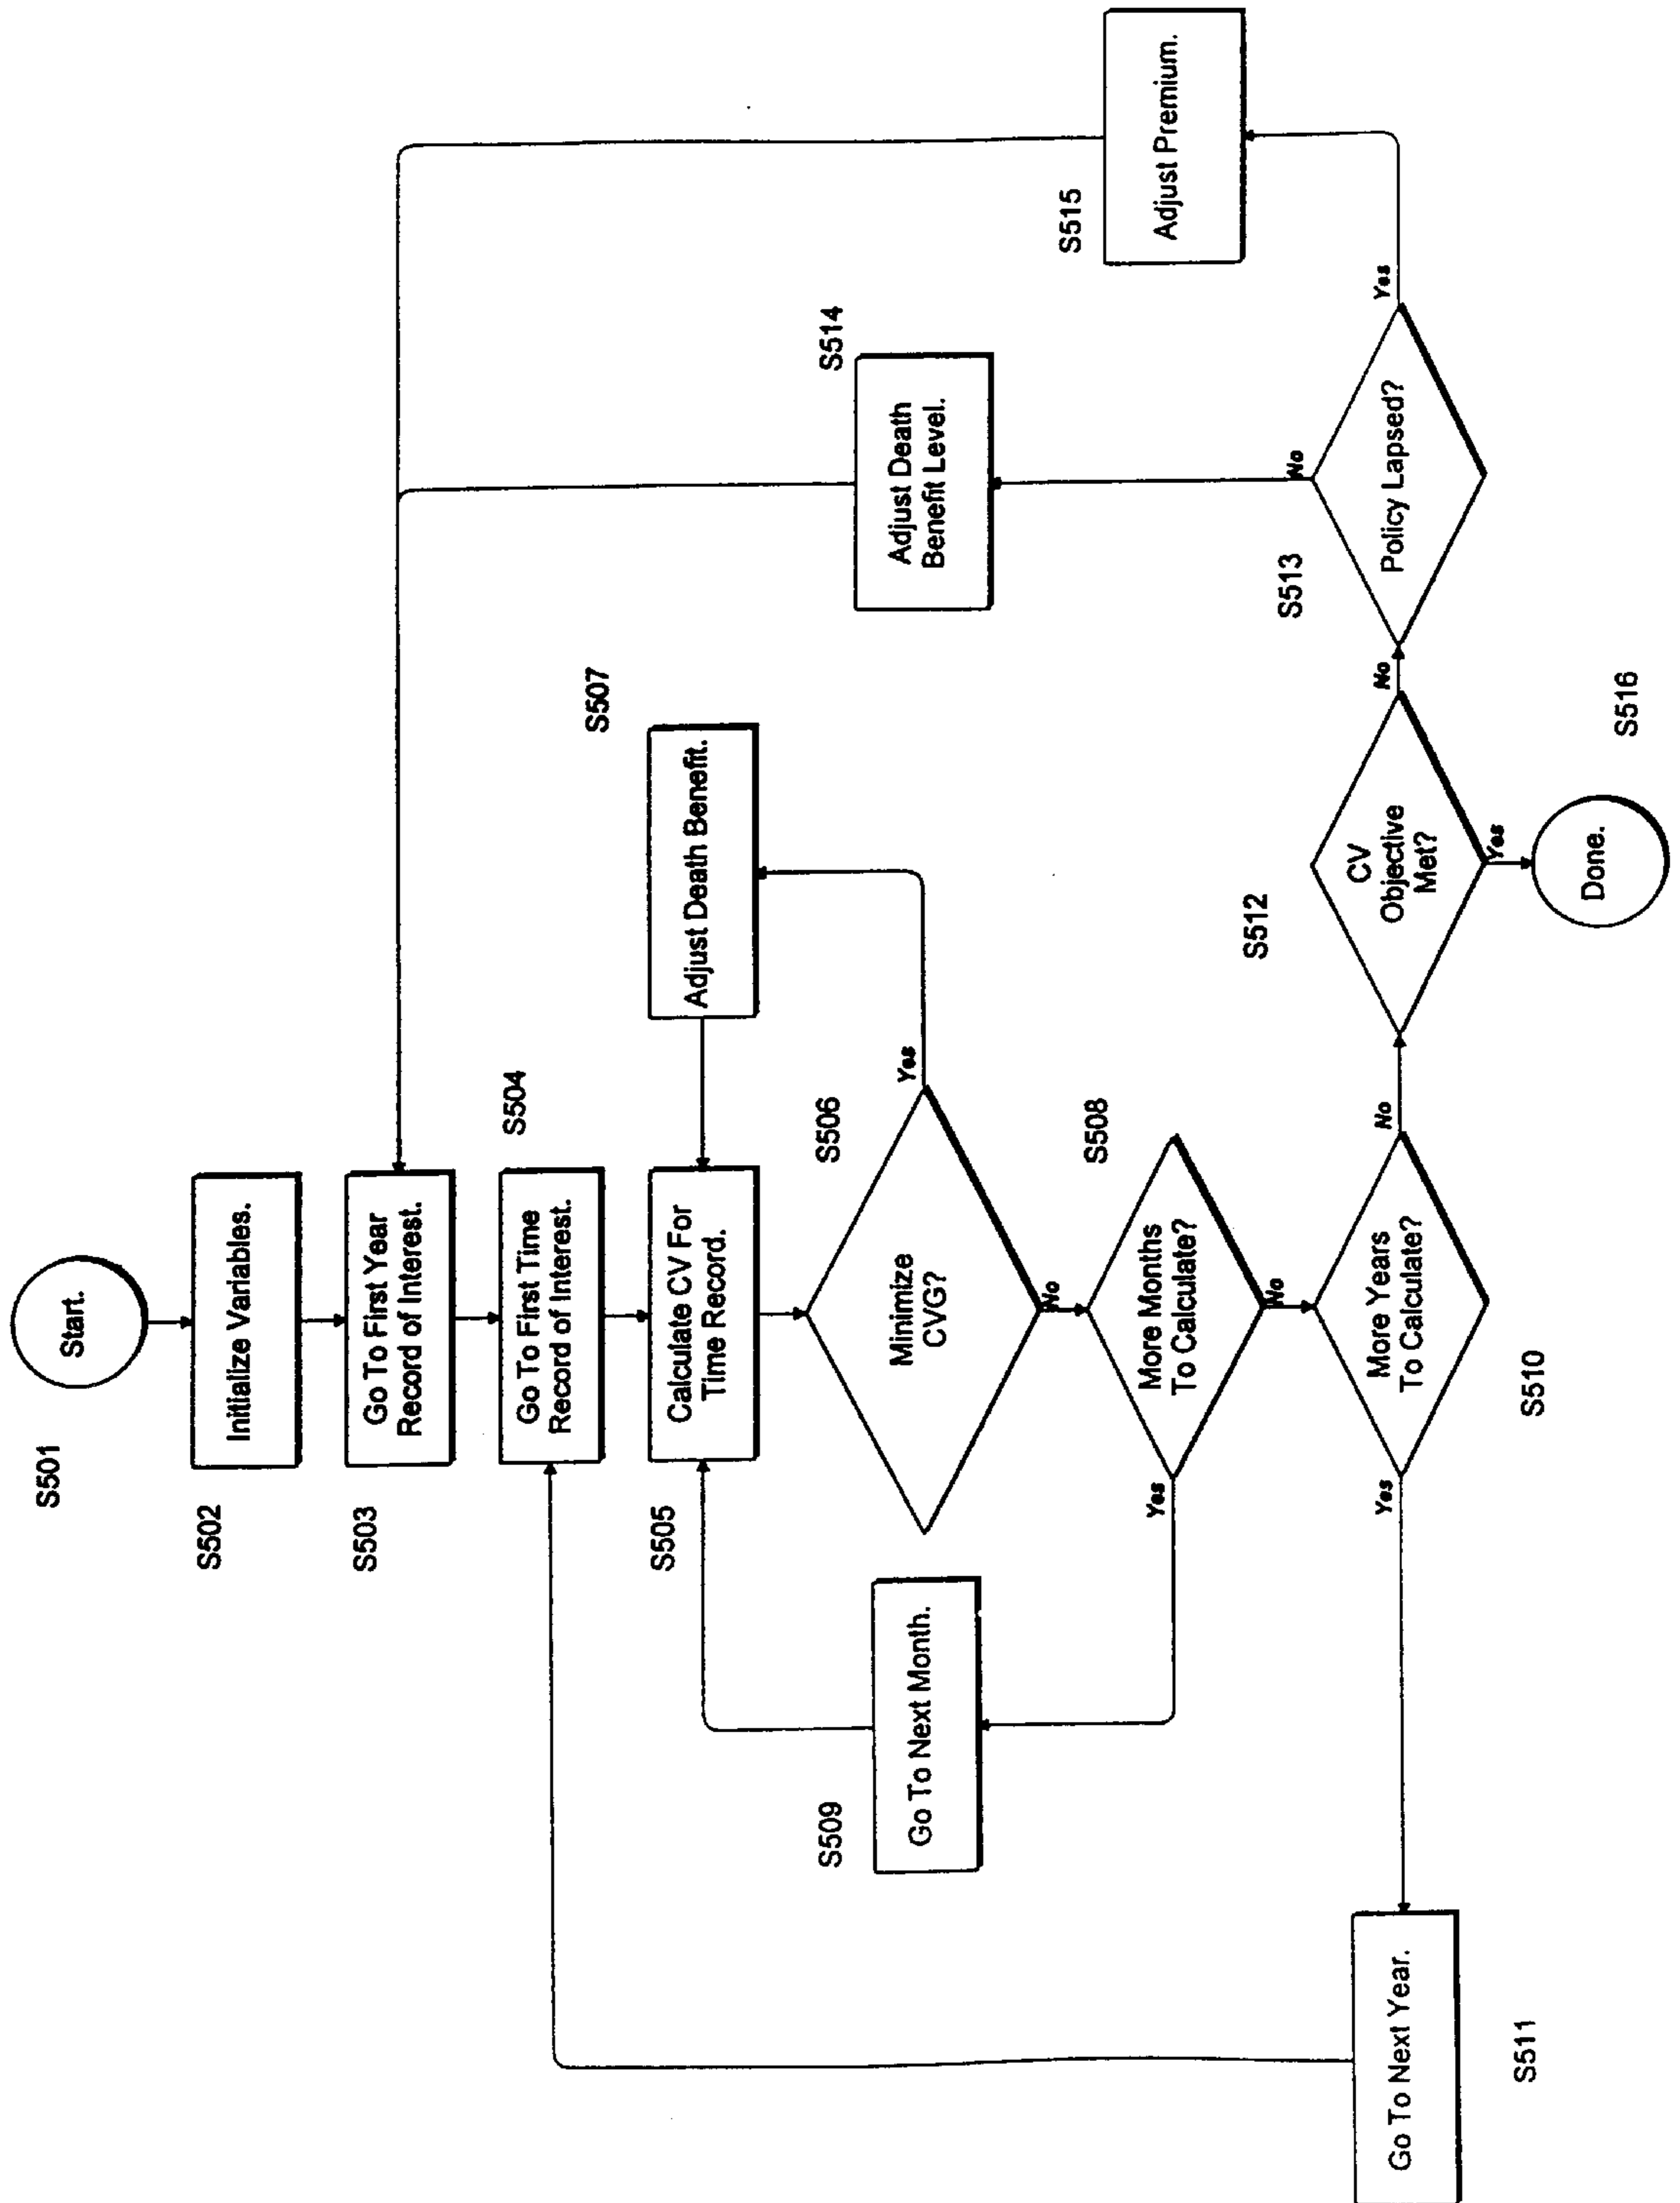 S501
Start.
S502
Initialize Variables.
S503
Go To First Year
Record of Interest.
S504
Go To First Time
Record of Interest.
S505
Calculate CV For
Time Record.
S507
Adjust Death Benefit.
S506
Minimize
CVG?
Yes
No
S509
Go To Next Month.
S508
More Months
To Calculate?
Yes
No
S510
More Years
To Calculate?
Yes
No
S511
Go To Next Year.
S512
CV
Objective
Met?
No
Yes
S516
Done.
S513
Policy Lapsed?
No
Yes
S514
Adjust Death
Benefit Level.
S515
Adjust Premium.